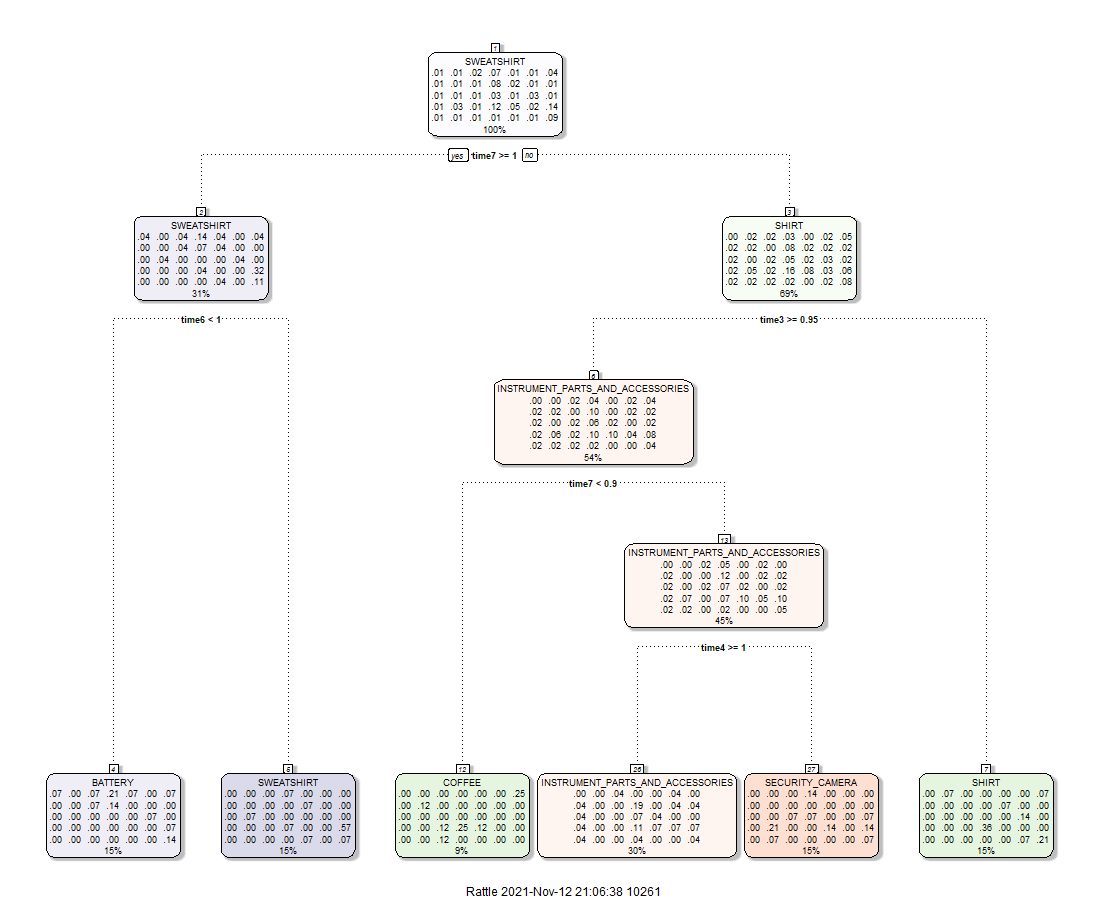 1
SWEATSHIRT
.01 .01 .02 .07 .01 .01 .04
.01 .01 .01 .08 .02 .01 .01
.01 .01 .01 .03 .01 .03 .01
.01 .03 .01 .12 .05 .02 .14
.01 .01 .01 .01 .01 .01 .09
100%
yes time7 >= 1 no
2
SWEATSHIRT
.04 .00 .04 .14 .04 .00 .04
.00 .00 .04 .07 .04 .00 .00
.00 .04 .00 .00 .00 .04 .00
.00 .00 .00 .04 .00 .00 .32
.00 .00 .00 .00 .04 .00 .11
31%
3
SHIRT
.00 .02 .02 .03 .00 .02 .05
.02 .02 .00 .08 .02 .02 .02
.02 .00 .02 .05 .02 .03 .02
.02 .05 .02 .16 .08 .03 .06
.02 .02 .02 .02 .00 .02 .08
69%
time6 < 1
time3 >= 0.95
6
INSTRUMENT_PARTS_AND_ACCESSORIES
.00 .00 .02 .04 .00 .02 .04
.02 .02 .00 .10 .00 .02 .02
.02 .00 .02 .06 .02 .00 .02
.02 .06 .02 .10 .10 .04 .08
.02 .02 .02 .02 .00 .00 .04
54%
time7 < 0.9
13
INSTRUMENT_PARTS_AND_ACCESSORIES
.00 .00 .02 .05 .00 .02 .00
.02 .00 .00 .12 .00 .02 .02
.02 .00 .02 .07 .02 .00 .02
.02 .07 .00 .07 .10 .05 .10
.02 .02 .00 .02 .00 .00 .05
45%
time4 >= 1
4
BATTERY
.07 .00 .07 .21 .07 .00 .07
.00 .00 .07 .14 .00 .00 .00
.00 .00 .00 .00 .00 .07 .00
.00 .00 .00 .00 .00 .00 .07
.00 .00 .00 .00 .00 .00 .14
15%
5
SWEATSHIRT
.00 .00 .00 .07 .00 .00 .00
.00 .00 .00 .00 .07 .00 .00
.00 .07 .00 .00 .00 .00 .00
.00 .00 .00 .07 .00 .00 .57
.00 .00 .00 .00 .07 .00 .07
15%
12
COFFEE
.00 .00 .00 .00 .00 .00 .25
.00 .12 .00 .00 .00 .00 .00
.00 .00 .00 .00 .00 .00 .00
.00 .00 .12 .25 .12 .00 .00
.00 .00 .12 .00 .00 .00 .00
9%
26
INSTRUMENT_PARTS_AND_ACCESSORIES
.00 .00 .04 .00 .00 .04 .00
.04 .00 .00 .19 .00 .04 .04
.04 .00 .00 .07 .04 .00 .00
.04 .00 .00 .11 .07 .07 .07
.04 .00 .00 .04 .00 .00 .04
30%
27
SECURITY_CAMERA
.00 .00 .00 .14 .00 .00 .00
.00 .00 .00 .00 .00 .00 .00
.00 .00 .07 .07 .00 .00 .07
.00 .21 .00 .00 .14 .00 .14
.00 .07 .00 .00 .00 .00 .07
15%
7
SHIRT
.00 .07 .00 .00 .00 .00 .07
.00 .00 .00 .00 .07 .00 .00
.00 .00 .00 .00 .00 .14 .00
.00 .00 .00 .36 .00 .00 .00
.00 .00 .00 .00 .00 .07 .21
15%
Rattle 2021-Nov-12 21:06:38 10261